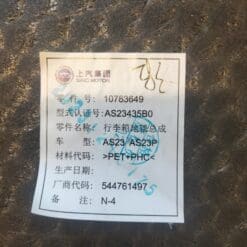 上汽集团
SAIC MOTOR
零件号: 10783649
型式认证号: AS23435B0
零件名称: 行李箱地毯总成
车 型: AS23 AS23P
材料代码: >PET+PHC<
生产日期:
厂商代码: 544761497
备 注: N-4